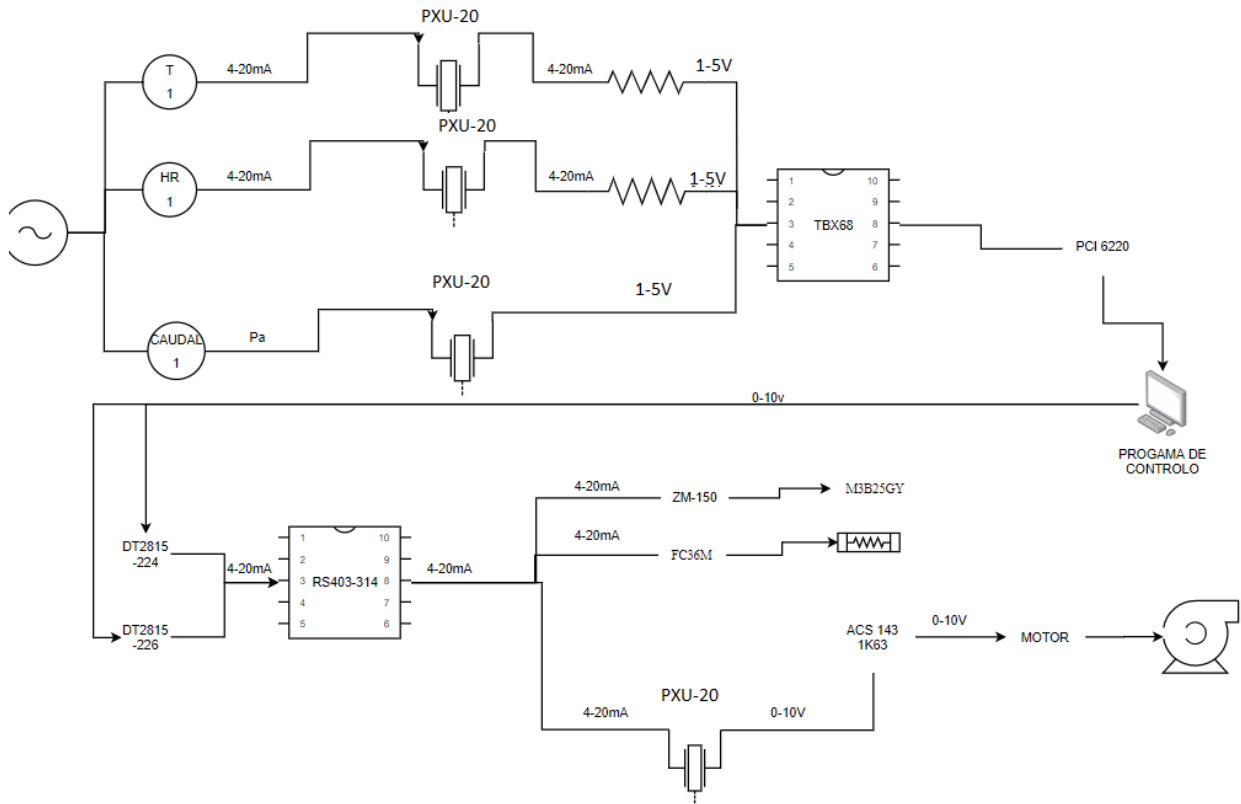 PXU-20
T
1
4-20mA
4-20mA
1-5V
PXU-20
HR
1
4-20mA
4-20mA
1-5V
1
2
3
4
5
TBX68
10
9
8
7
6
PCI 6220
PXU-20
1-5V
CAUDAL
1
Pa
0-10v
PROGAMA DE
CONTROLO
DT2815
-224
DT2815
-226
4-20mA
1
2
3
4
5
RS403-314
10
9
8
7
6
4-20mA
4-20mA
ZM-150
M3B25GY
4-20mA
FC36M
ACS 143
1K63
0-10V
MOTOR
4-20mA
PXU-20
0-10V